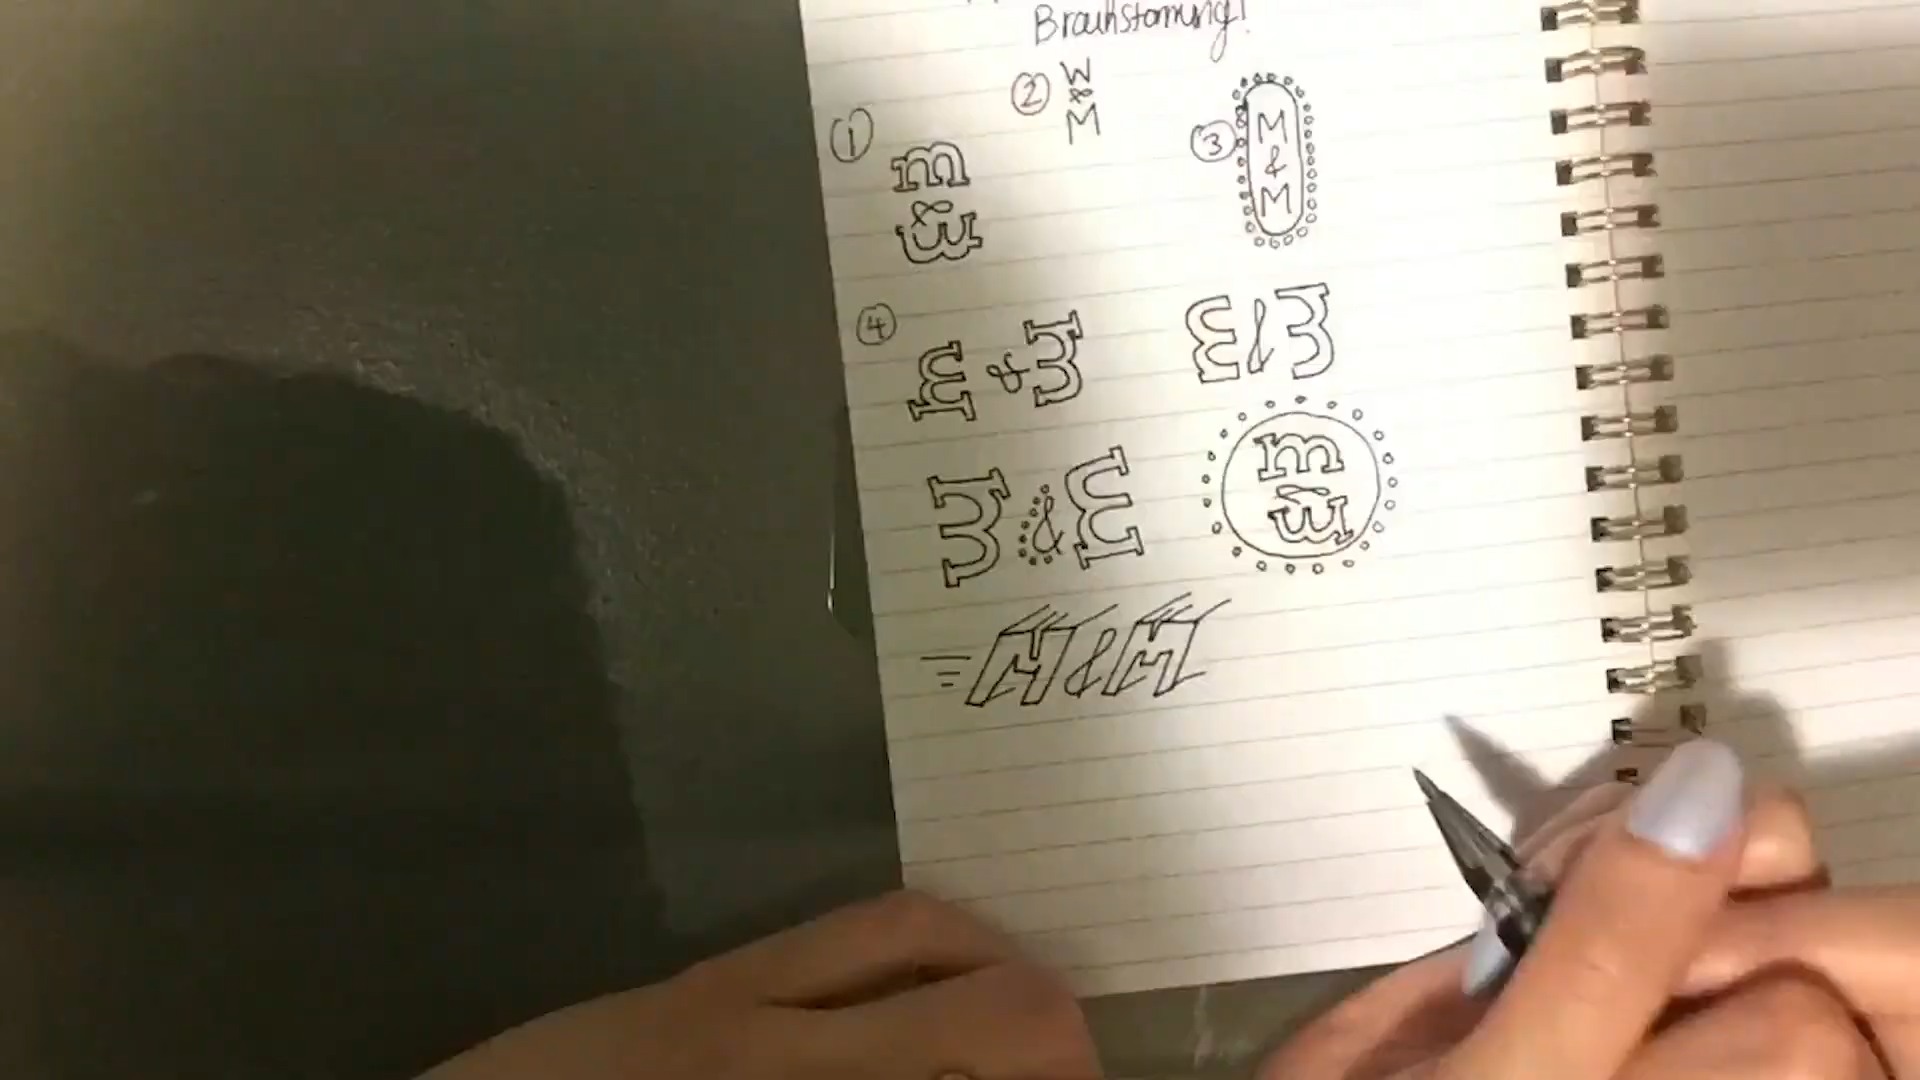 Brainstorming!
① m & m
② W & M
③ M & M
④ m & m
m & m
m & m
m & m
M & M